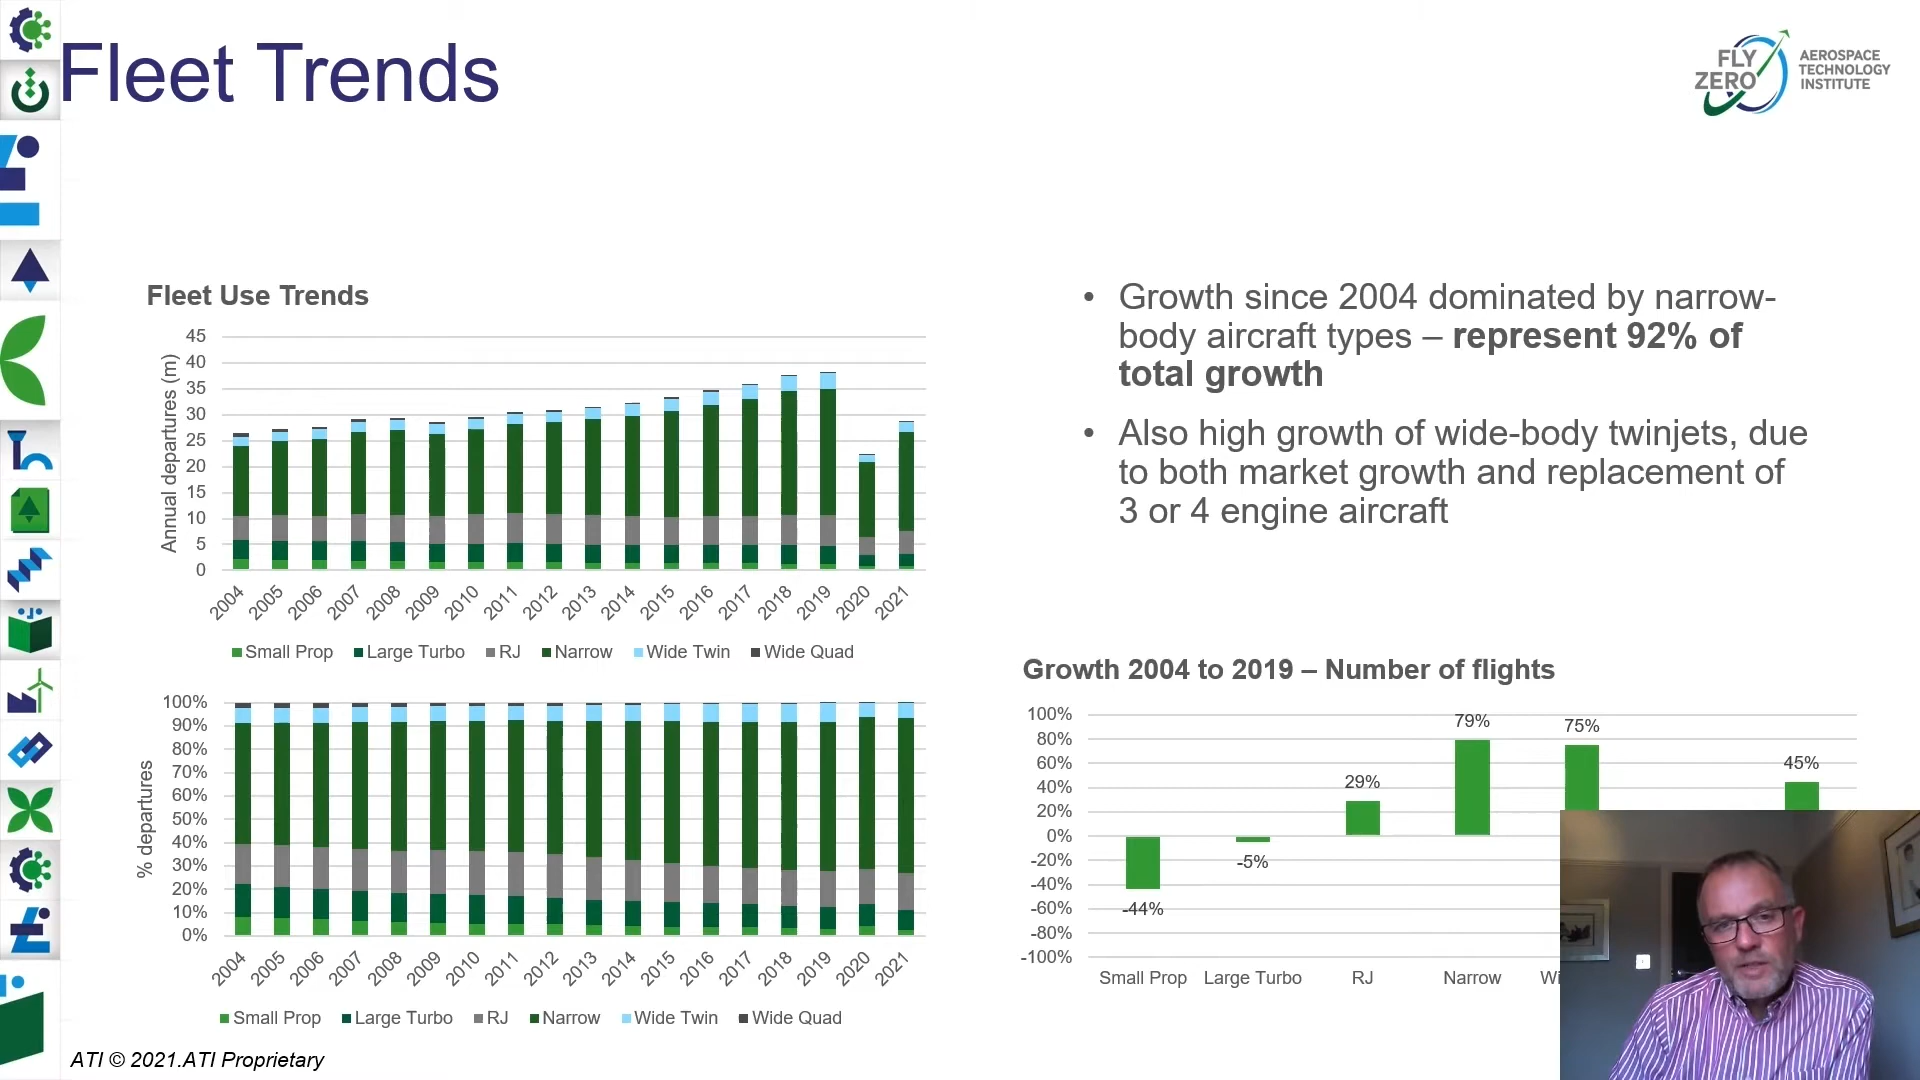 Fleet Trends
FLY
ZERO
AEROSPACE
TECHNOLOGY
INSTITUTE
Fleet Use Trends
Annual departures (m)
45
40
35
30
25
20
15
10
5
0
2004 2005 2006 2007 2008 2009 2010 2011 2012 2013 2014 2015 2016 2017 2018 2019 2020 2021
Small Prop Large Turbo RJ Narrow Wide Twin Wide Quad
% departures
100%
90%
80%
70%
60%
50%
40%
30%
20%
10%
0%
2004 2005 2006 2007 2008 2009 2010 2011 2012 2013 2014 2015 2016 2017 2018 2019 2020 2021
Small Prop Large Turbo RJ Narrow Wide Twin Wide Quad
• Growth since 2004 dominated by narrow-
body aircraft types – represent 92% of
total growth
• Also high growth of wide-body twinjets, due
to both market growth and replacement of
3 or 4 engine aircraft
Growth 2004 to 2019 – Number of flights
100%
80%
60%
40%
20%
0%
-20%
-40%
-60%
-80%
-100%
-44%
-5%
29%
79%
75%
45%
Small Prop Large Turbo RJ Narrow
ATI © 2021.ATI Proprietary